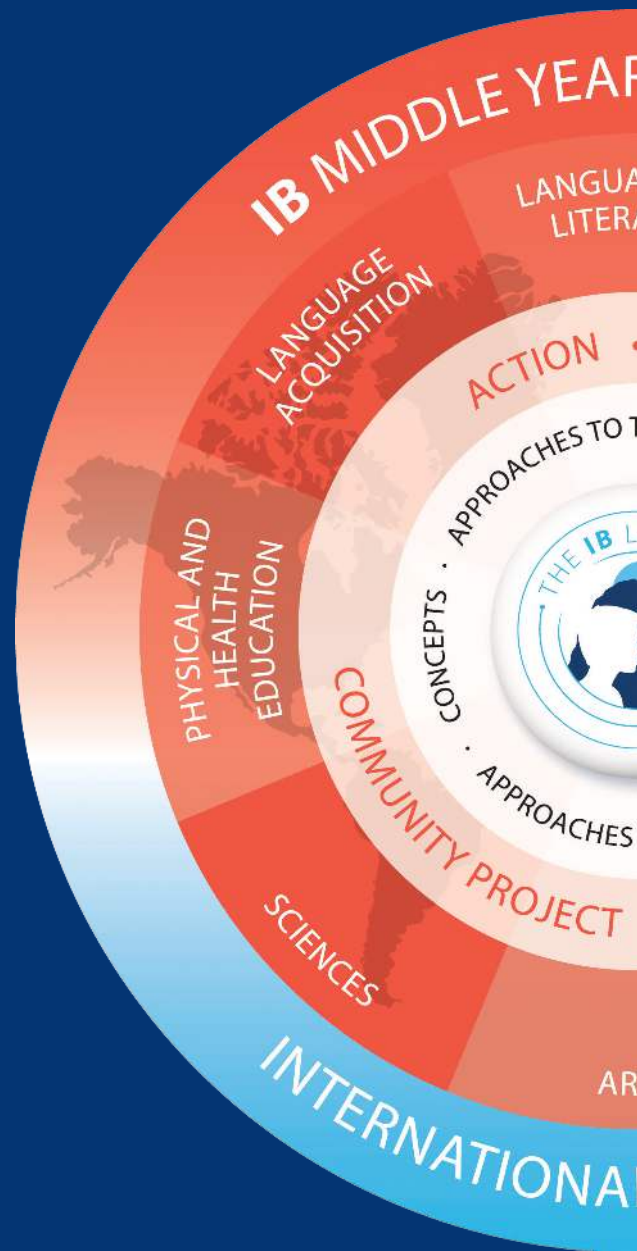 IB MIDDLE YEAR
LANGUA
LITERA
LANGUAGE
ACQUISITION
PHYSICAL AND
HEALTH
EDUCATION
SCIENCES
AR
ACTION
COMMUNITY PROJECT
APPROACHES TO T
CONCEPTS ·
· APPROACHES
THE IB L
INTERNATIONA